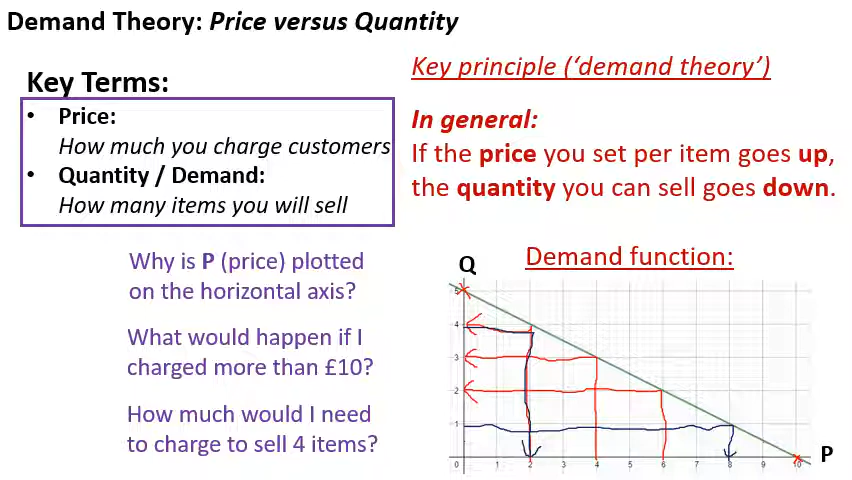 Demand Theory: Price versus Quantity
Key Terms:
• Price:
How much you charge customers
• Quantity / Demand:
How many items you will sell
Key principle (‘demand theory’)
In general:
If the price you set per item goes up,
the quantity you can sell goes down.
Why is P (price) plotted
on the horizontal axis?
What would happen if I
charged more than £10?
How much would I need
to charge to sell 4 items?
Demand function:
Q
5
4
3
2
1
0 1 2 3 4 5 6 7 8 9 10
P